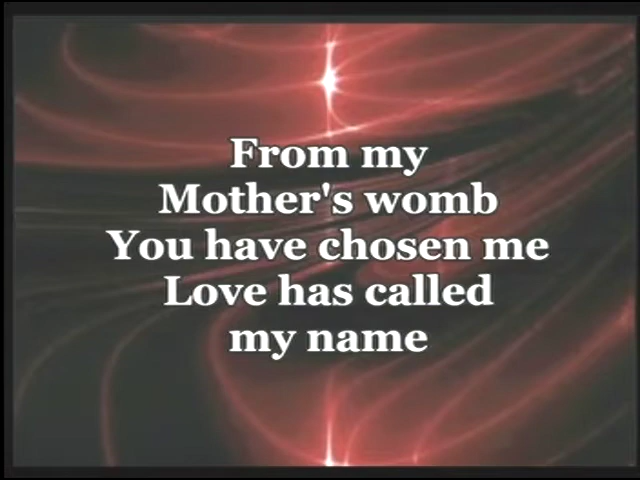 From my
Mother's womb
You have chosen me
Love has called
my name